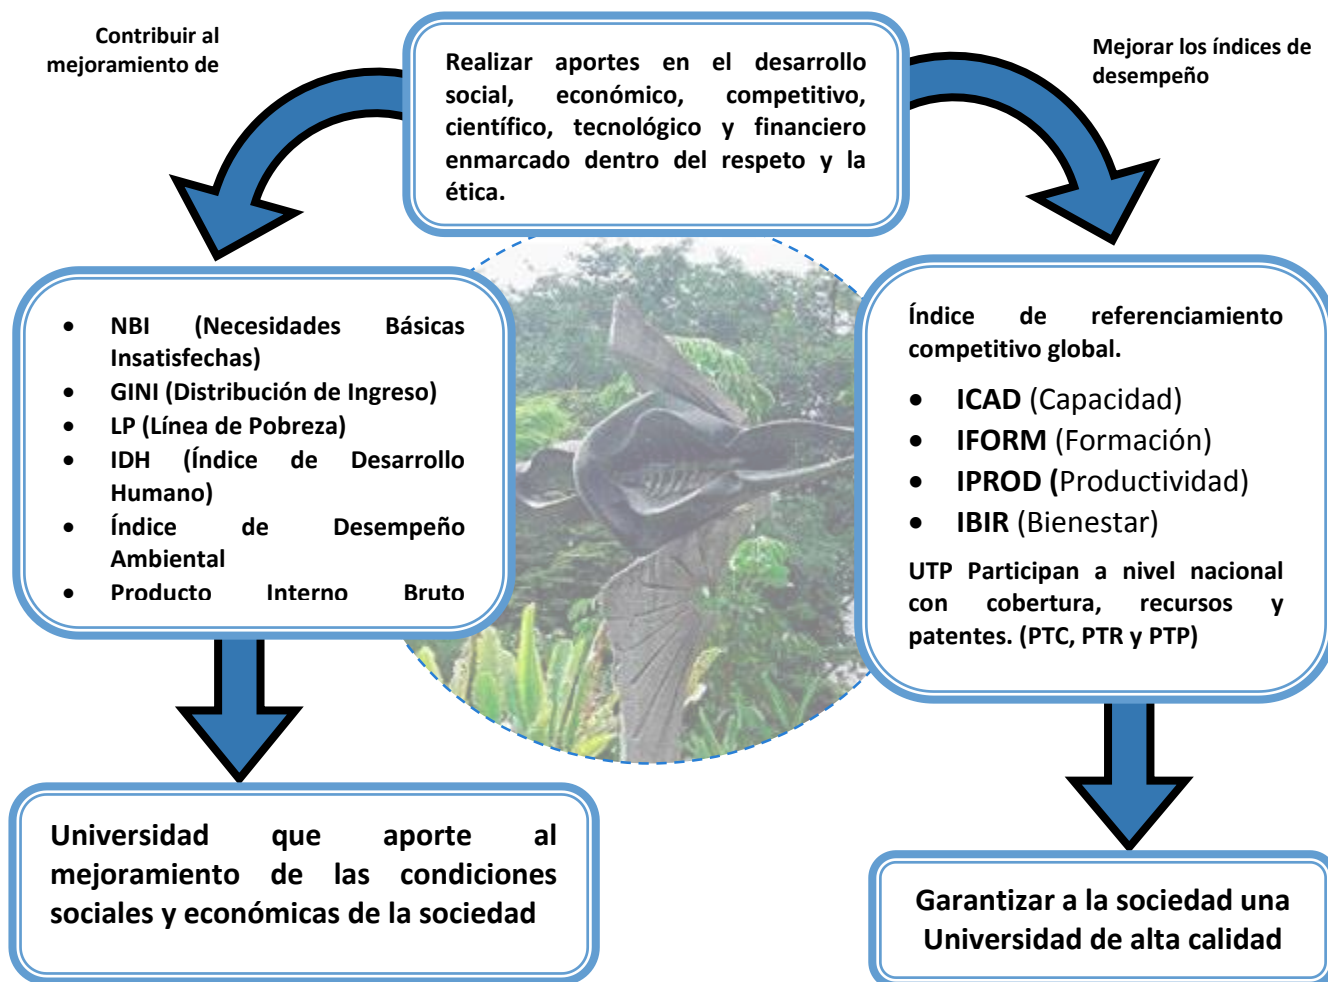 Contribuir al
mejoramiento de
Realizar aportes en el desarrollo
social, económico, competitivo,
científico, tecnológico y financiero
enmarcado dentro del respeto y la
ética.
Mejorar los índices de
desempeño
• NBI (Necesidades Básicas
Insatisfechas)
• GINI (Distribución de Ingreso)
• LP (Línea de Pobreza)
• IDH (Índice de Desarrollo
Humano)
• Índice de Desempeño
Ambiental
• Producto Interno Bruto
Índice de referenciamiento
competitivo global.
• ICAD (Capacidad)
• IFORM (Formación)
• IPROD (Productividad)
• IBIR (Bienestar)
UTP Participan a nivel nacional
con cobertura, recursos y
patentes. (PTC, PTR y PTP)
Universidad que aporte al
mejoramiento de las condiciones
sociales y económicas de la sociedad
Garantizar a la sociedad una
Universidad de alta calidad